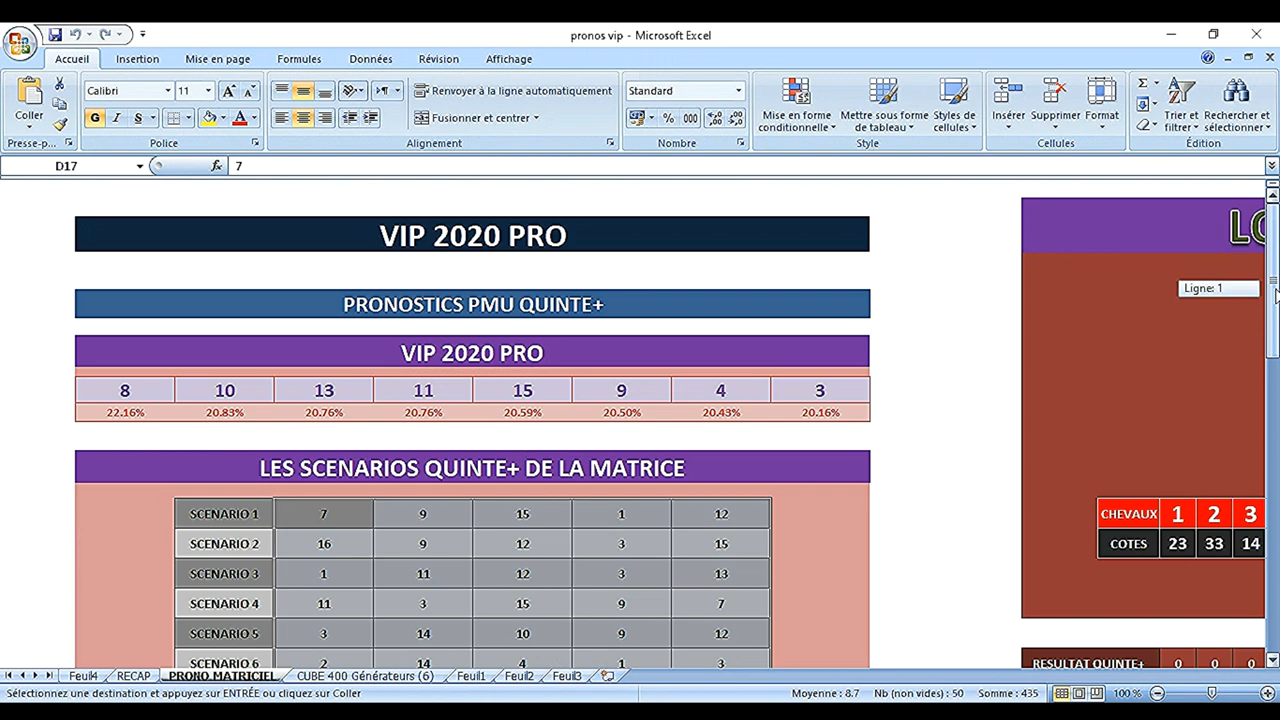 pronos vip - Microsoft Excel
Accueil Insertion Mise en page Formules Données Révision Affichage
Calibri 11 Renvoyer à la ligne automatiquement Standard
Coller G I S A Fusionner et centrer % 000 Mise en forme conditionnelle Mettre sous forme de tableau Styles de cellules Insérer Supprimer Format Trier et filtrer Rechercher et sélectionner
Presse-p... Police Alignement Nombre Style Cellules Édition
D17 fx 7
VIP 2020 PRO
LO
Ligne: 1
PRONOSTICS PMU QUINTE+
VIP 2020 PRO
8 10 13 11 15 9 4 3
22.16% 20.83% 20.76% 20.76% 20.59% 20.50% 20.43% 20.16%
LES SCENARIOS QUINTE+ DE LA MATRICE
SCENARIO 1 7 9 15 1 12
SCENARIO 2 16 9 12 3 15
SCENARIO 3 1 11 12 3 13
SCENARIO 4 11 3 15 9 7
SCENARIO 5 3 14 10 9 12
SCENARIO 6 2 14 4 1 3
CHEVAUX 1 2 3
COTES 23 33 14
RESULTAT QUINTE+ 0 0 0
Feuil4 RECAP PRONO MATRICIEL CUBE 400 Générateurs (6) Feuil1 Feuil2 Feuil3
Sélectionnez une destination et appuyez sur ENTRÉE ou cliquez sur Coller Moyenne : 8.7 Nb (non vides) : 50 Somme : 435 100 %